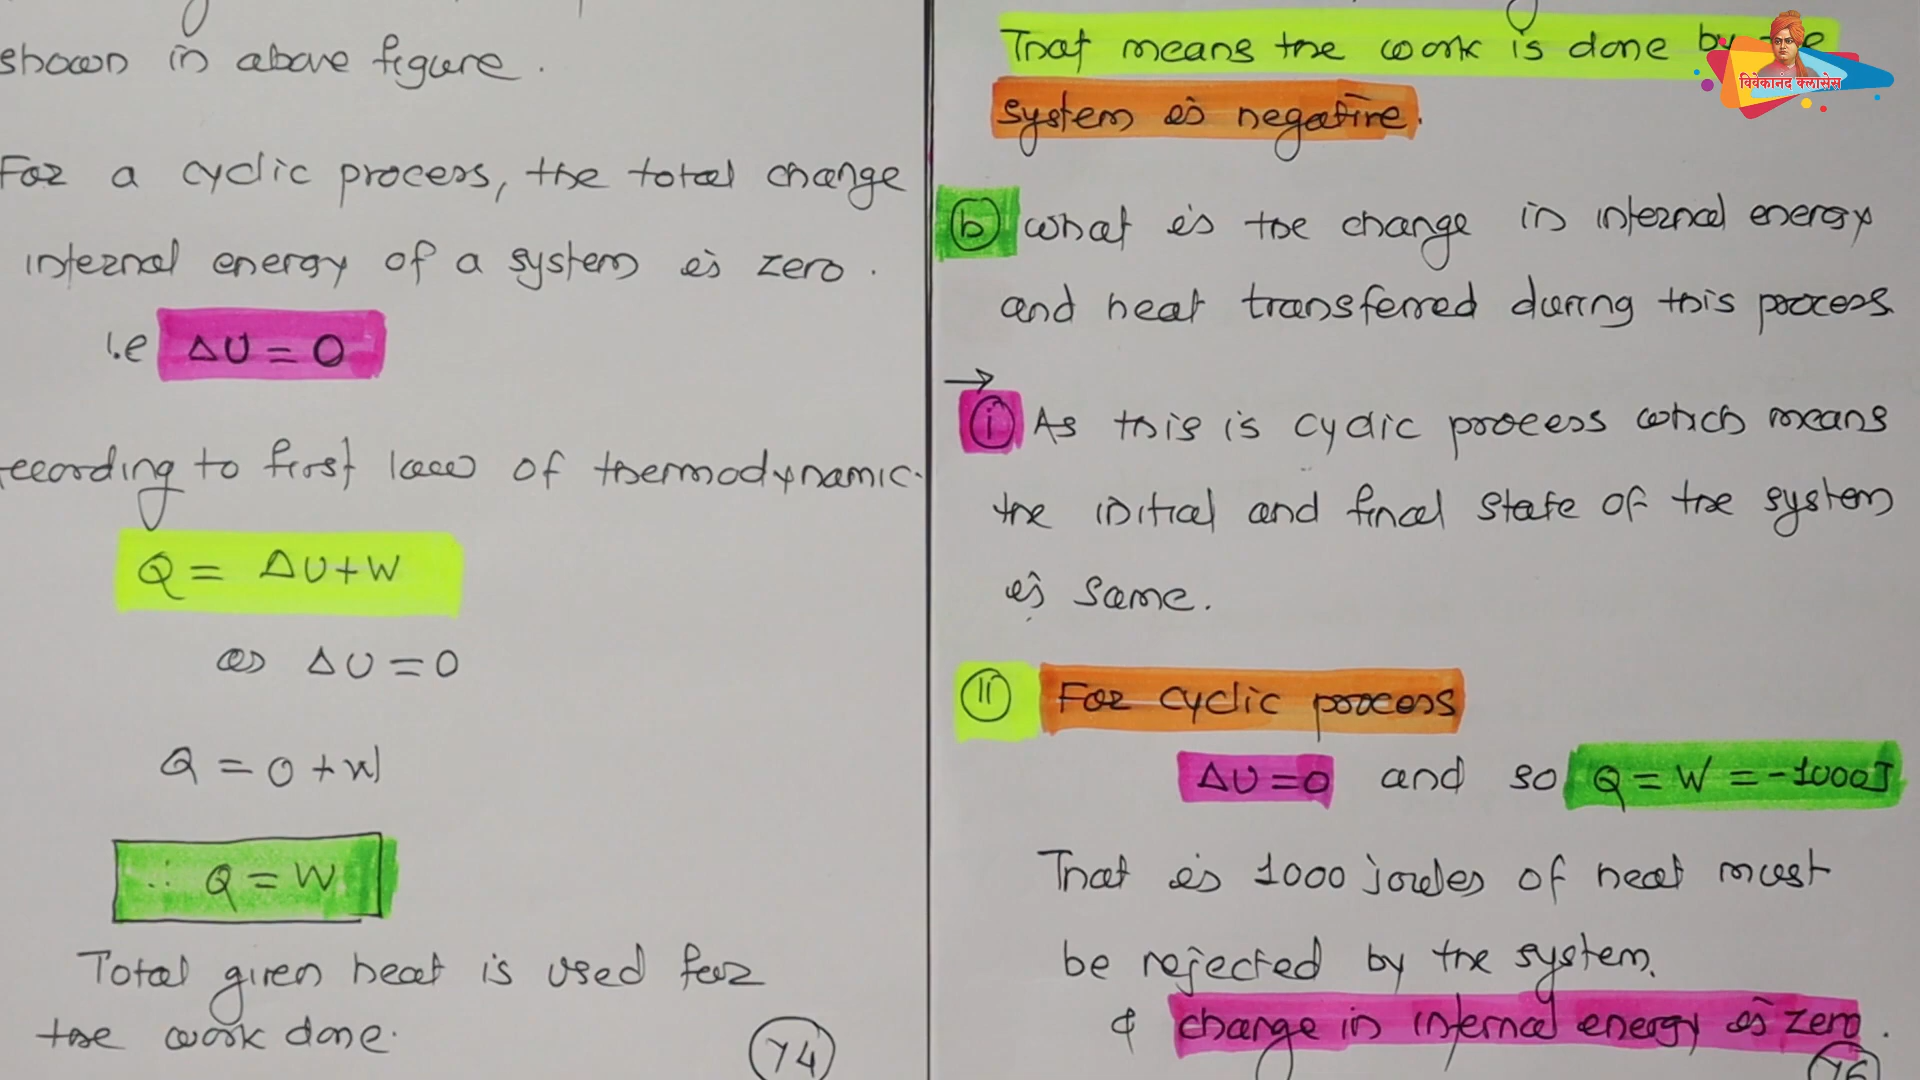 shown in above figure.
For a cyclic process, the total change
internal energy of a system is zero.
i.e ΔU = 0
ccording to first law of thermodynamic.
Q = ΔU+W
as ΔU = 0
Q = 0 + W
∴ Q = W
Total given heat is used for
the work done.
74
That means the work is done by the
system is negative.
b What is the change in internal energy
and heat transferred during this process
→
i As this is cyclic process which means
the initial and final state of the system
is same.
II For cyclic process
ΔU = 0 and so Q = W = -1000J
That is 1000 joules of heat must
be rejected by the system.
& change in internal energy is zero.
विवेकानंद क्लासेस